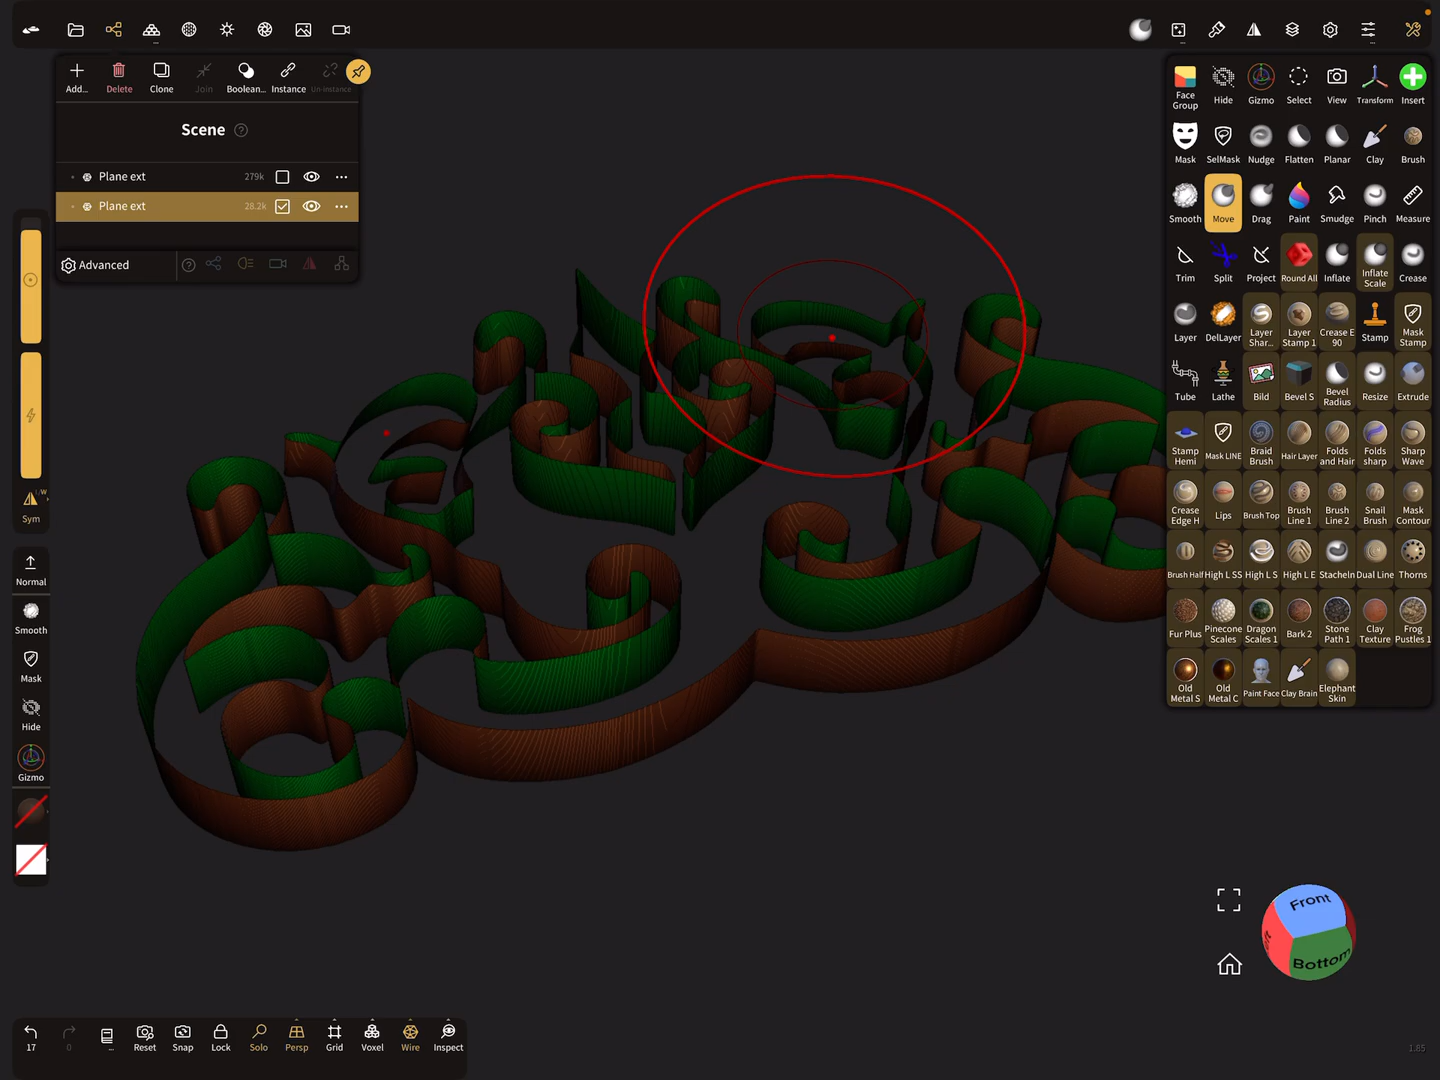 Add...
Delete
Clone
Join
Boolean...
Instance
Un-instance
Scene ?
Plane ext 279k
Plane ext 28.2k
Advanced
Sym
Normal
Smooth
Mask
Hide
Gizmo
Face Group
Hide
Gizmo
Select
View
Transform
Insert
Mask
SelMask
Nudge
Flatten
Planar
Clay
Brush
Smooth
Move
Drag
Paint
Smudge
Pinch
Measure
Trim
Split
Project
Round All
Inflate
Inflate Scale
Crease
Layer
DelLayer
Layer Shar...
Layer Stamp 1
Crease E 90
Stamp
Mask Stamp
Tube
Lathe
Bild
Bevel S
Bevel Radius
Resize
Extrude
Stamp Hemi
Mask LINE
Braid Brush
Hair Layer
Folds and Hair
Folds sharp
Sharp Wave
Crease Edge H
Lips
Brush Top
Brush Line 1
Brush Line 2
Snail Brush
Mask Contour
Brush Half
High L SS
High L S
High L E
Stacheln
Dual Line
Thorns
Fur Plus
Pinecone Scales
Dragon Scales 1
Bark 2
Stone Path 1
Clay Texture
Frog Pustles 1
Old Metal S
Old Metal C
Paint Face
Clay Brain
Elephant Skin
Front
Bottom
17
0
...
Reset
Snap
Lock
Solo
Persp
Grid
Voxel
Wire
Inspect
1.85